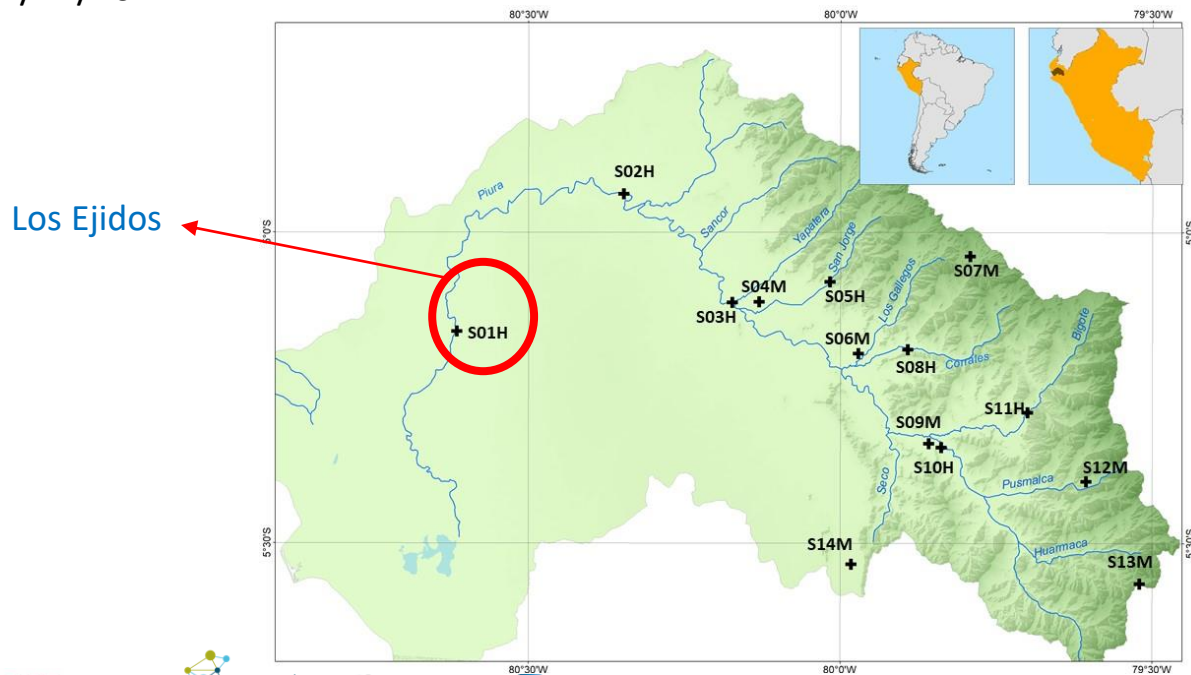 80°30'W
80°0'W
79°30'W
S02H
Piura
Los Ejidos
Sancor
Yapatera
San Jorge
5°0'S
S07M
S04M
S05H
Los Gallegos
S03H
S01H
S06M
S08H
Corrales
Bigote
S11H
S09M
S10H
S12M
Pusmalca
Seco
5°30'S
5°30'S
S14M
Huarmaca
S13M
80°30'W
80°0'W
79°30'W